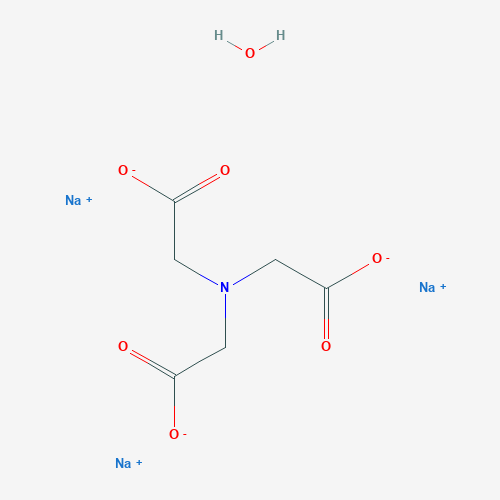 H O H
O - O
Na +
O -
N Na +
O O
O -
Na +